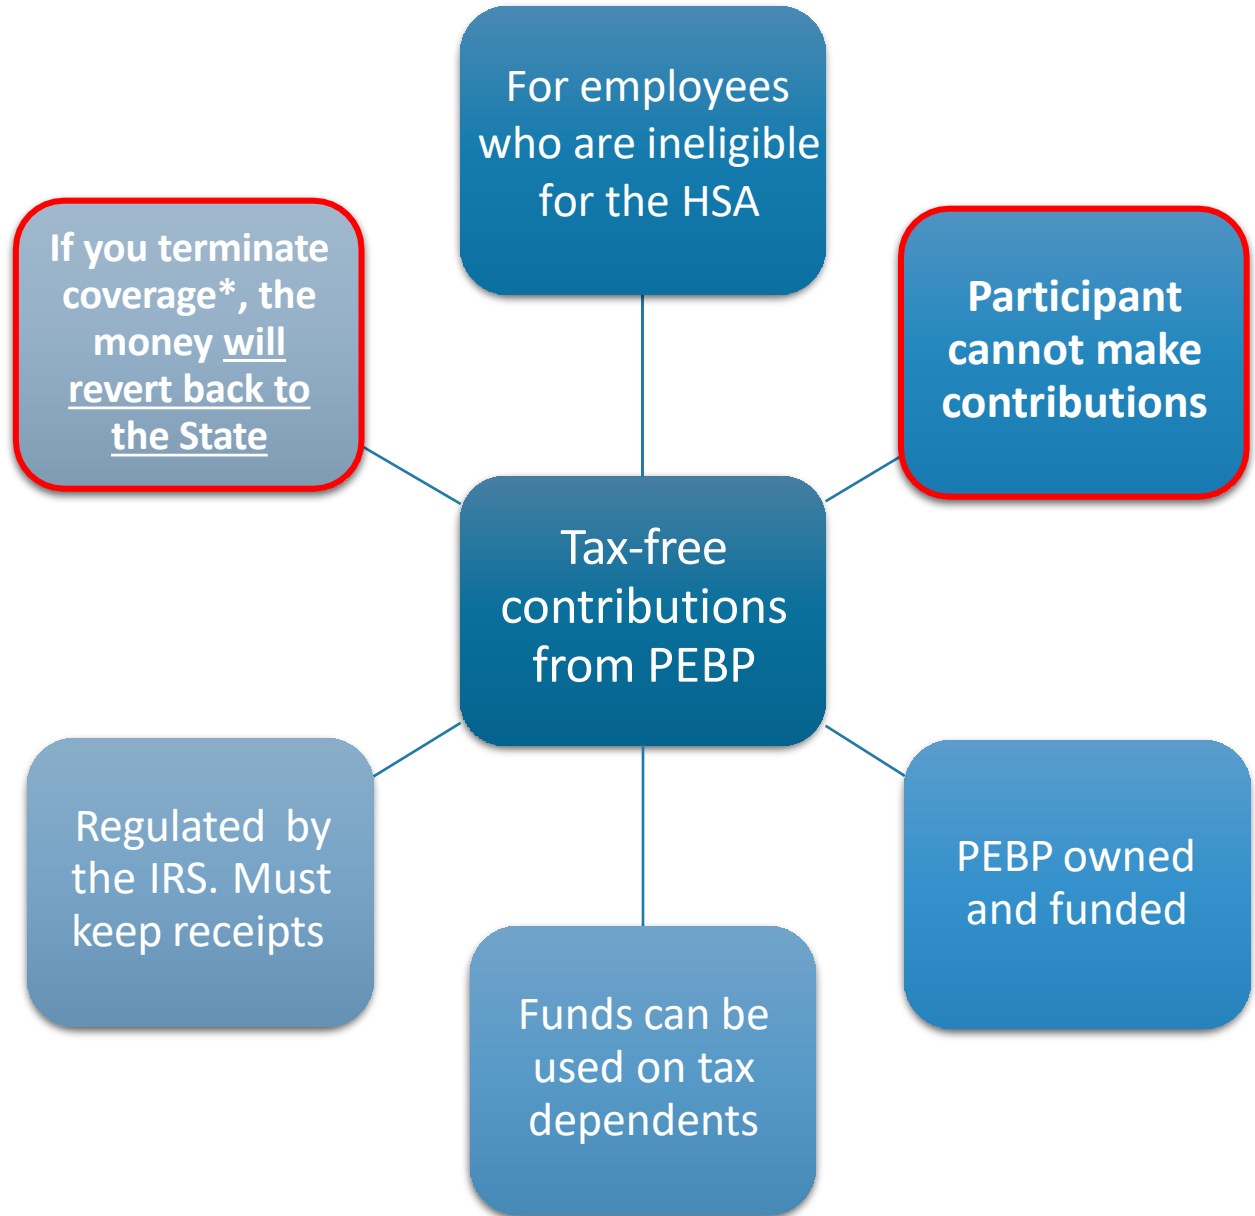 For employees
who are ineligible
for the HSA
If you terminate
coverage*, the
money will
revert back to
the State
Participant
cannot make
contributions
Tax-free
contributions
from PEBP
Regulated by
the IRS. Must
keep receipts
PEBP owned
and funded
Funds can be
used on tax
dependents